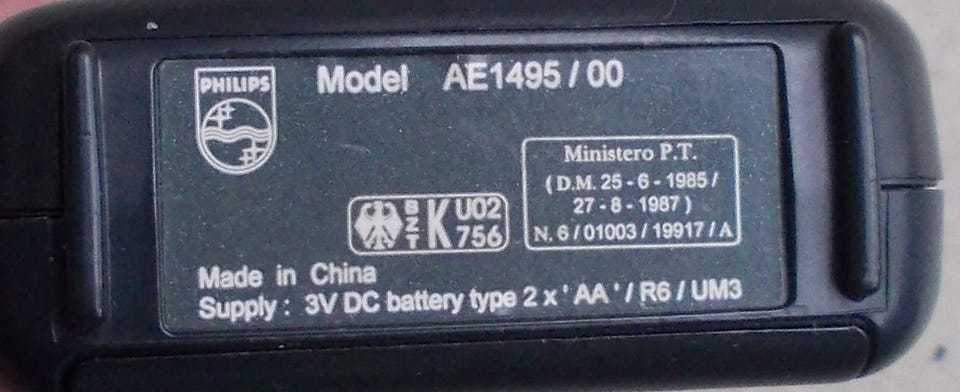 PHILIPS
Model AE1495 / 00
Ministero P.T.
( D.M. 25 - 6 - 1985 /
27 - 8 - 1987 )
N. 6 / 01003 / 19917 / A
BZT K U02
756
Made in China
Supply : 3V DC battery type 2 x ' AA ' / R6 / UM3